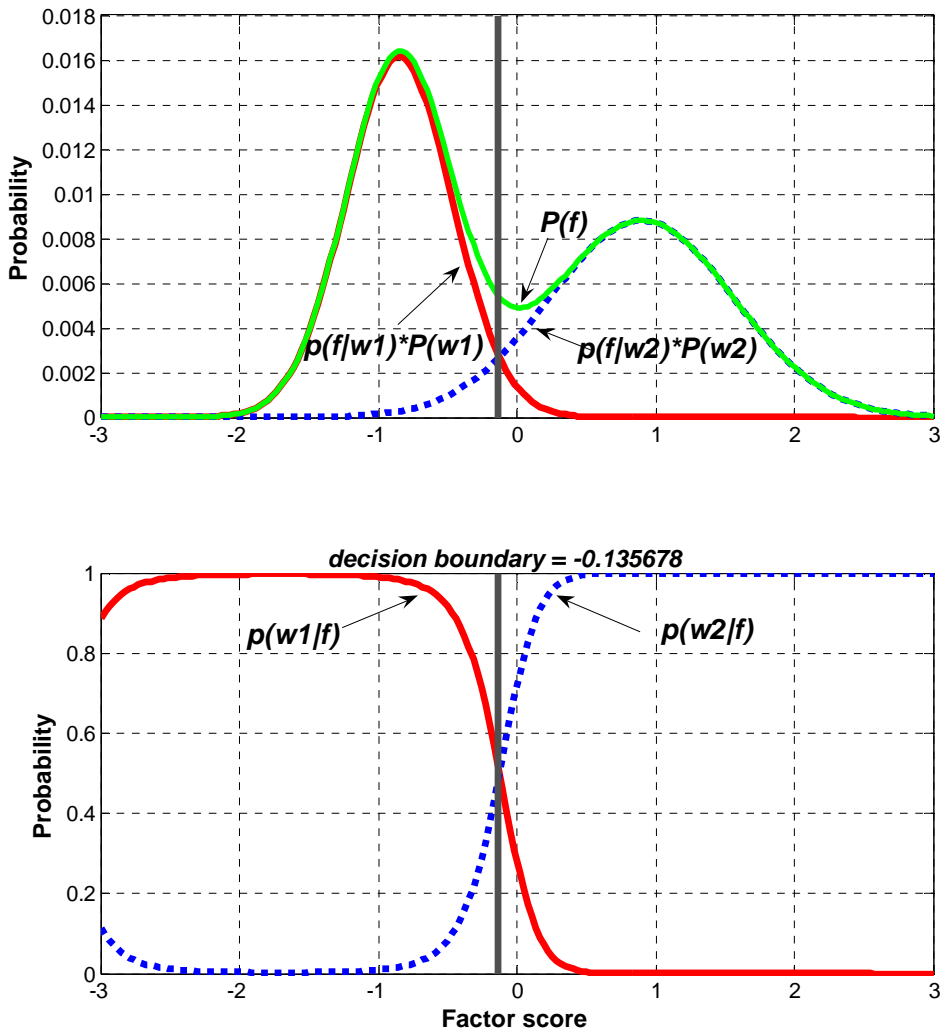 0.018
0.016
0.014
0.012
0.01
0.008
0.006
0.004
0.002
0
Probability
P(f)
p(f|w1)*P(w1)
p(f|w2)*P(w2)
-3 -2 -1 0 1 2 3
decision boundary = -0.135678
1
0.8
0.6
0.4
0.2
0
Probability
p(w1|f)
p(w2|f)
-3 -2 -1 0 1 2 3
Factor score